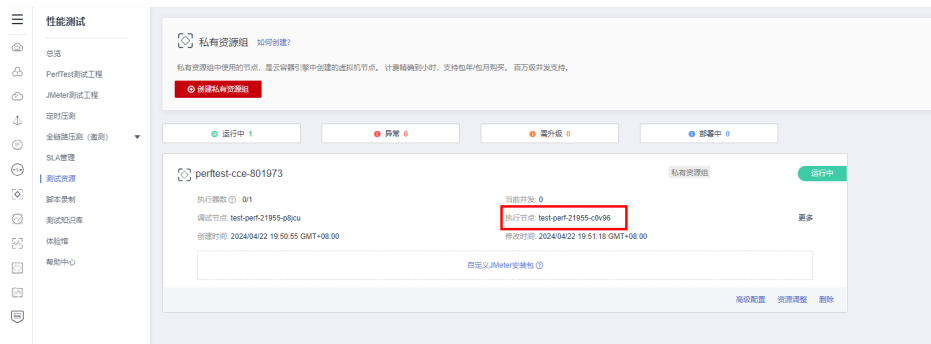 性能测试
总览
PerfTest测试工程
JMeter测试工程
定时压测
全链路压测（邀测）
SLA管理
测试资源
脚本录制
测试知识库
体验馆
帮助中心
私有资源组 如何创建?
私有资源组中使用的节点，是云容器引擎中创建的虚拟机节点。 计费精确到小时，支持包年/包月购买。 百万级并发支持。
创建私有资源组
运行中 1 异常 0 需升级 0 部署中 0
perftest-cce-801973 私有资源组 运行中
执行器数 : 0/1 当前并发: 0
调试节点: test-perf-21955-p8jcu 执行节点: test-perf-21955-c0v96 更多
创建时间: 2024/04/22 19:50:55 GMT+08:00 修改时间: 2024/04/22 19:51:18 GMT+08:00
自定义JMeter安装包
高级配置 资源调整 删除